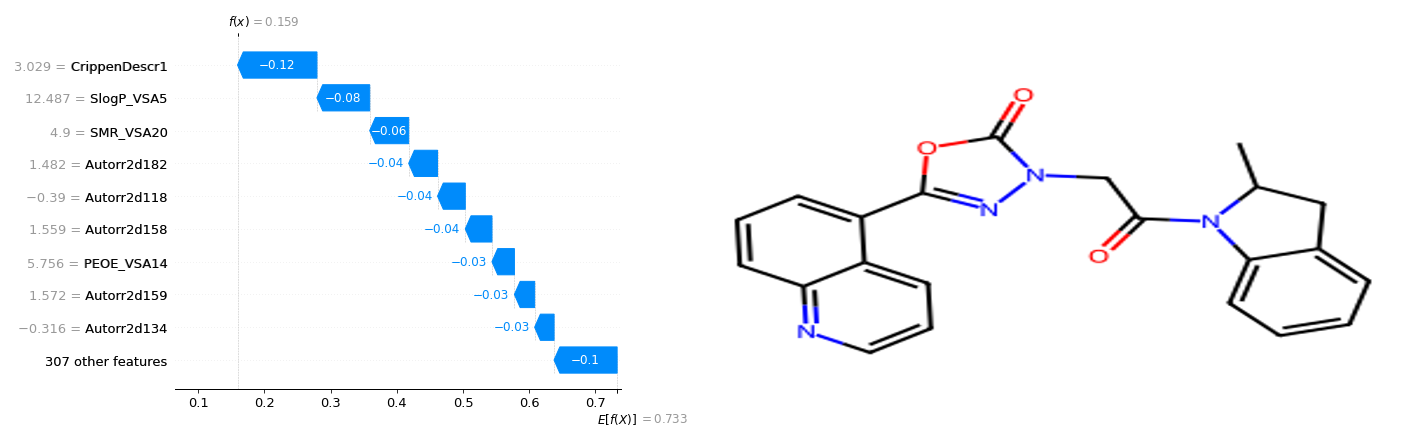 f(x) = 0.159
3.029 = CrippenDescr1
−0.12
12.487 = SlogP_VSA5
−0.08
4.9 = SMR_VSA20
−0.06
1.482 = Autorr2d182
−0.04
−0.39 = Autorr2d118
−0.04
1.559 = Autorr2d158
−0.04
5.756 = PEOE_VSA14
−0.03
1.572 = Autorr2d159
−0.03
−0.316 = Autorr2d134
−0.03
307 other features
−0.1
0.1 0.2 0.3 0.4 0.5 0.6 0.7
E[f(X)] = 0.733
O
O
N
N
O
N
N